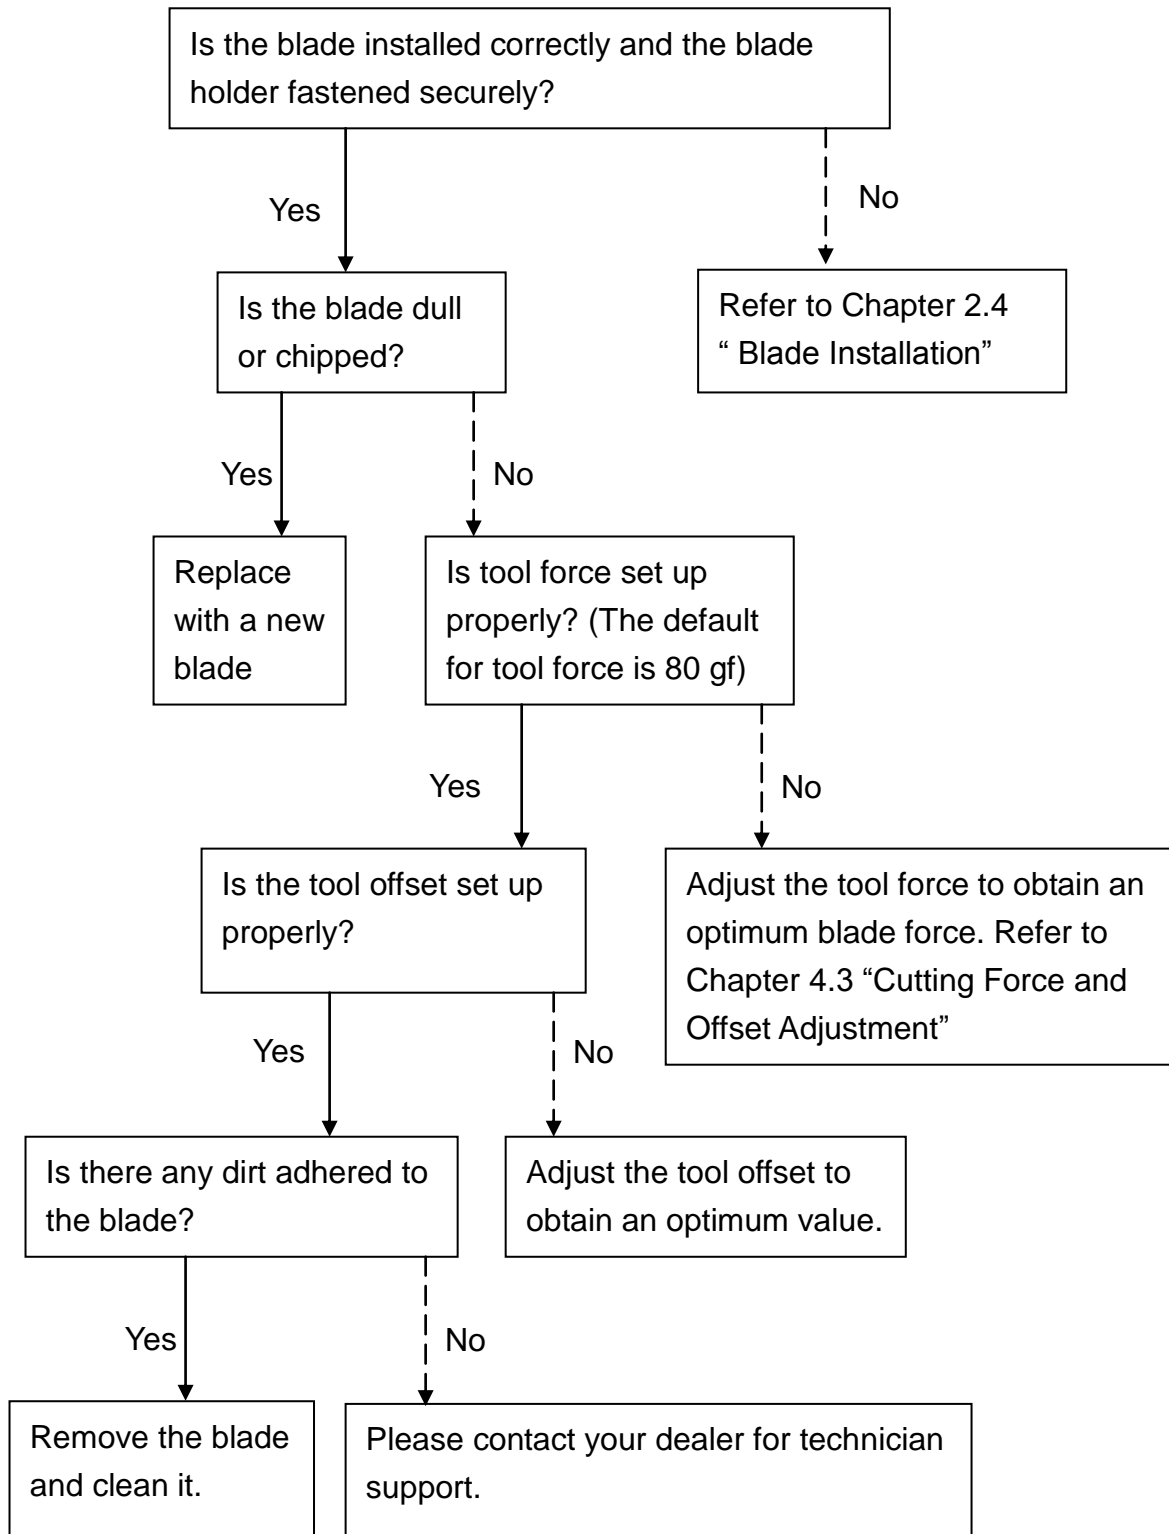 Is the blade installed correctly and the blade
holder fastened securely?
Yes
No
Is the blade dull
or chipped?
Refer to Chapter 2.4
“ Blade Installation”
Yes
No
Replace
with a new
blade
Is tool force set up
properly? (The default
for tool force is 80 gf)
Yes
No
Is the tool offset set up
properly?
Adjust the tool force to obtain an
optimum blade force. Refer to
Chapter 4.3 “Cutting Force and
Offset Adjustment”
Yes
No
Is there any dirt adhered to
the blade?
Adjust the tool offset to
obtain an optimum value.
Yes
No
Remove the blade
and clean it.
Please contact your dealer for technician
support.